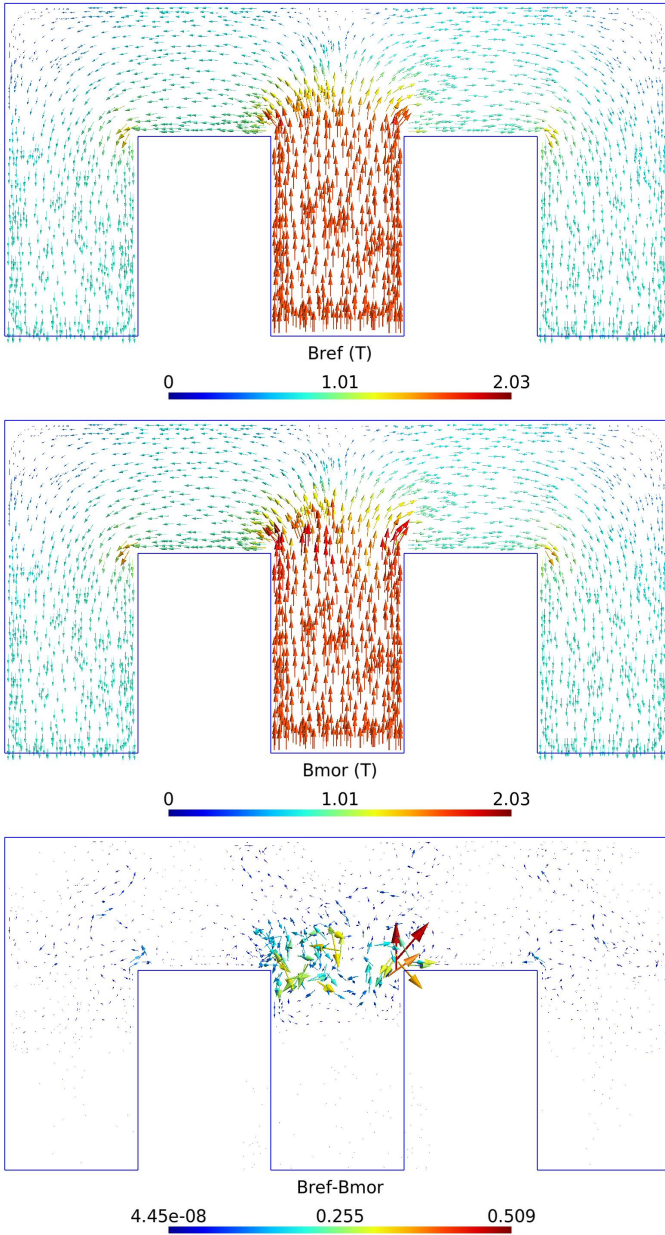 Bref (T)
0 1.01 2.03
Bmor (T)
0 1.01 2.03
Bref-Bmor
4.45e-08 0.255 0.509